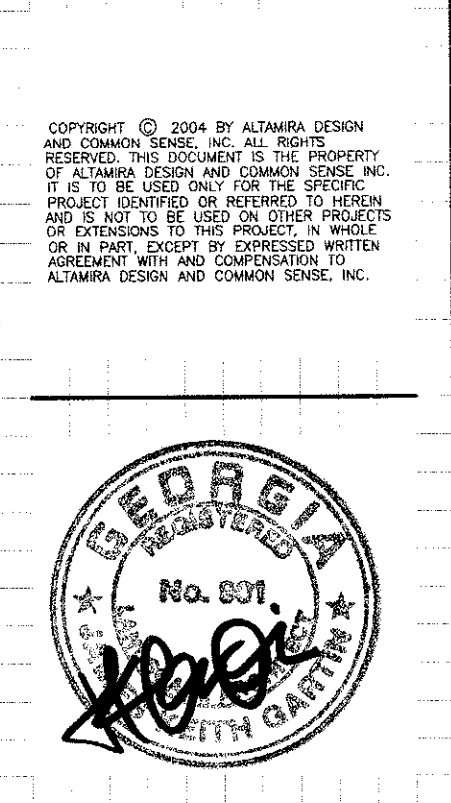 COPYRIGHT © 2004 BY ALTAMIRA DESIGN
AND COMMON SENSE, INC. ALL RIGHTS
RESERVED. THIS DOCUMENT IS THE PROPERTY
OF ALTAMIRA DESIGN AND COMMON SENSE INC.
IT IS TO BE USED ONLY FOR THE SPECIFIC
PROJECT IDENTIFIED OR REFERRED TO HEREIN
AND IS NOT TO BE USED ON OTHER PROJECTS
OR EXTENSIONS TO THIS PROJECT, IN WHOLE
OR IN PART, EXCEPT BY EXPRESSED WRITTEN
AGREEMENT WITH AND COMPENSATION TO
ALTAMIRA DESIGN AND COMMON SENSE, INC.
GEORGIA
REGISTERED
No. 801
KEITH GARTIN